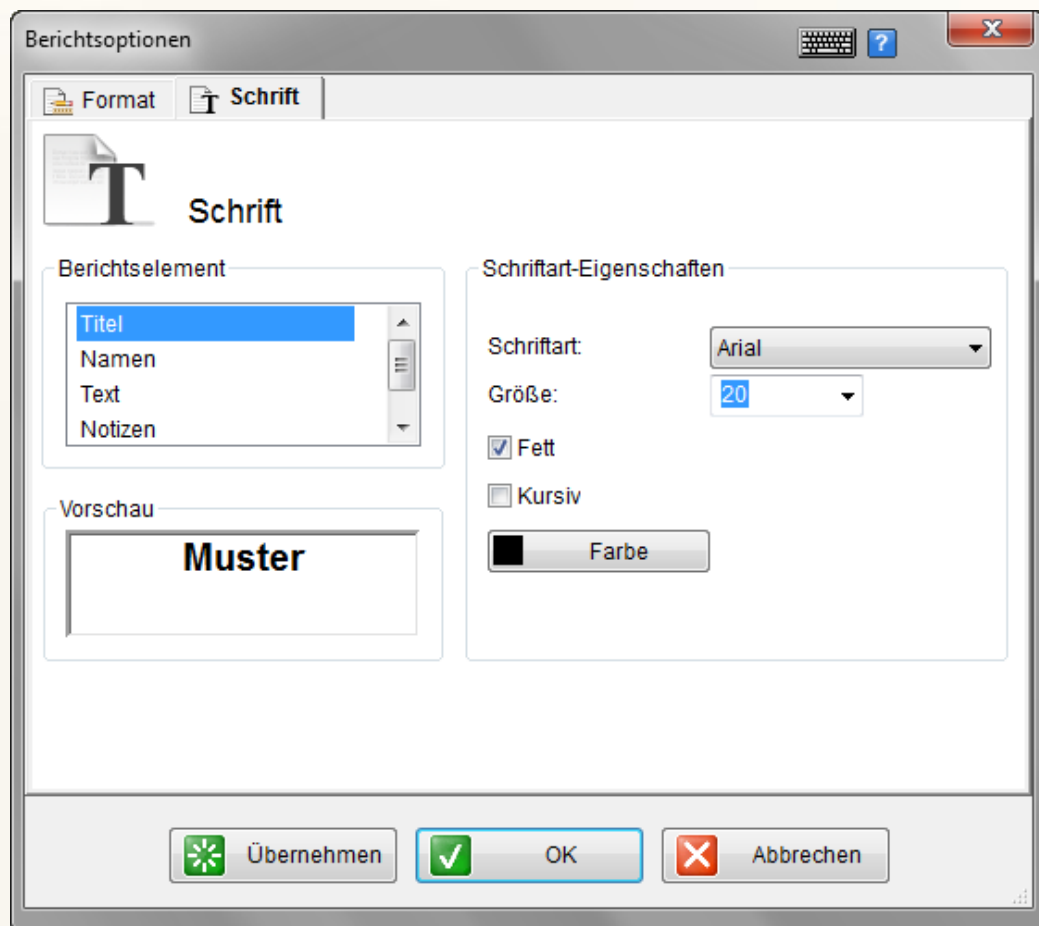 Berichtsoptionen
?
Format
Schrift
Schrift
Berichtselement
Titel
Namen
Text
Notizen
Vorschau
Muster
Schriftart-Eigenschaften
Schriftart:
Arial
Größe:
20
Fett
Kursiv
Farbe
Übernehmen
OK
Abbrechen